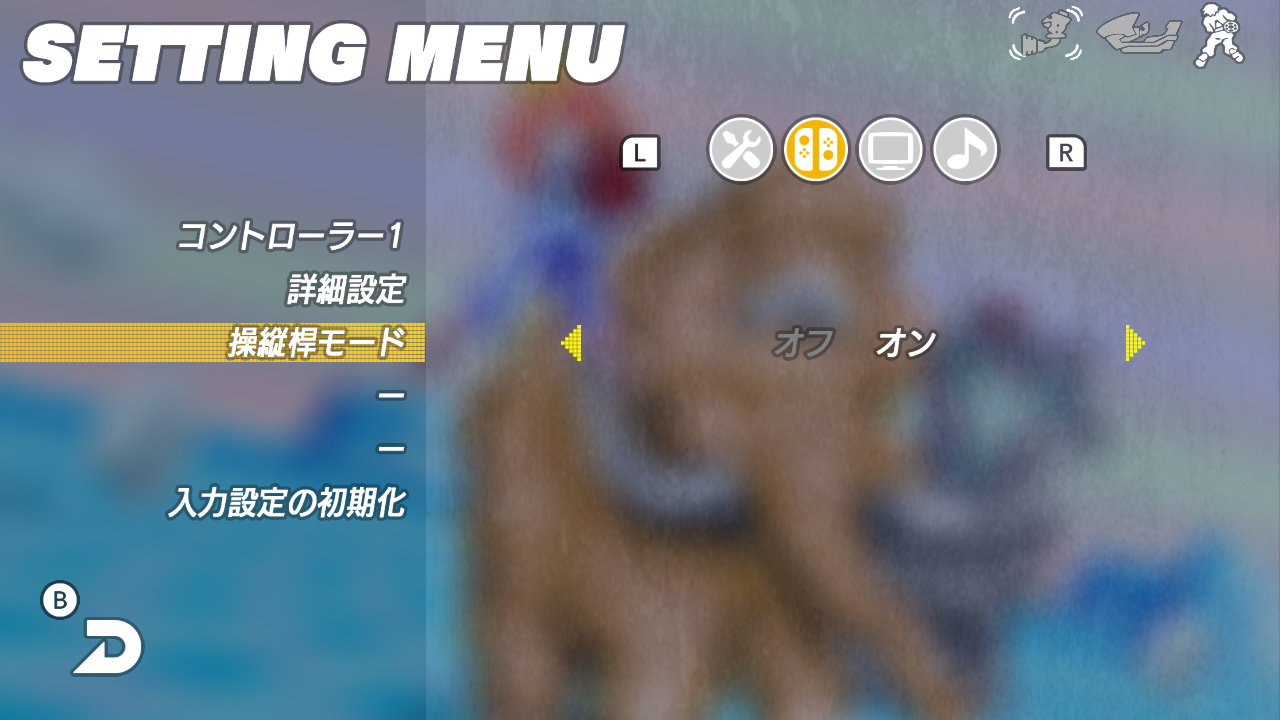 SETTING MENU
L R
コントローラー1
詳細設定
操縦桿モード オフ オン
ー
ー
入力設定の初期化
B